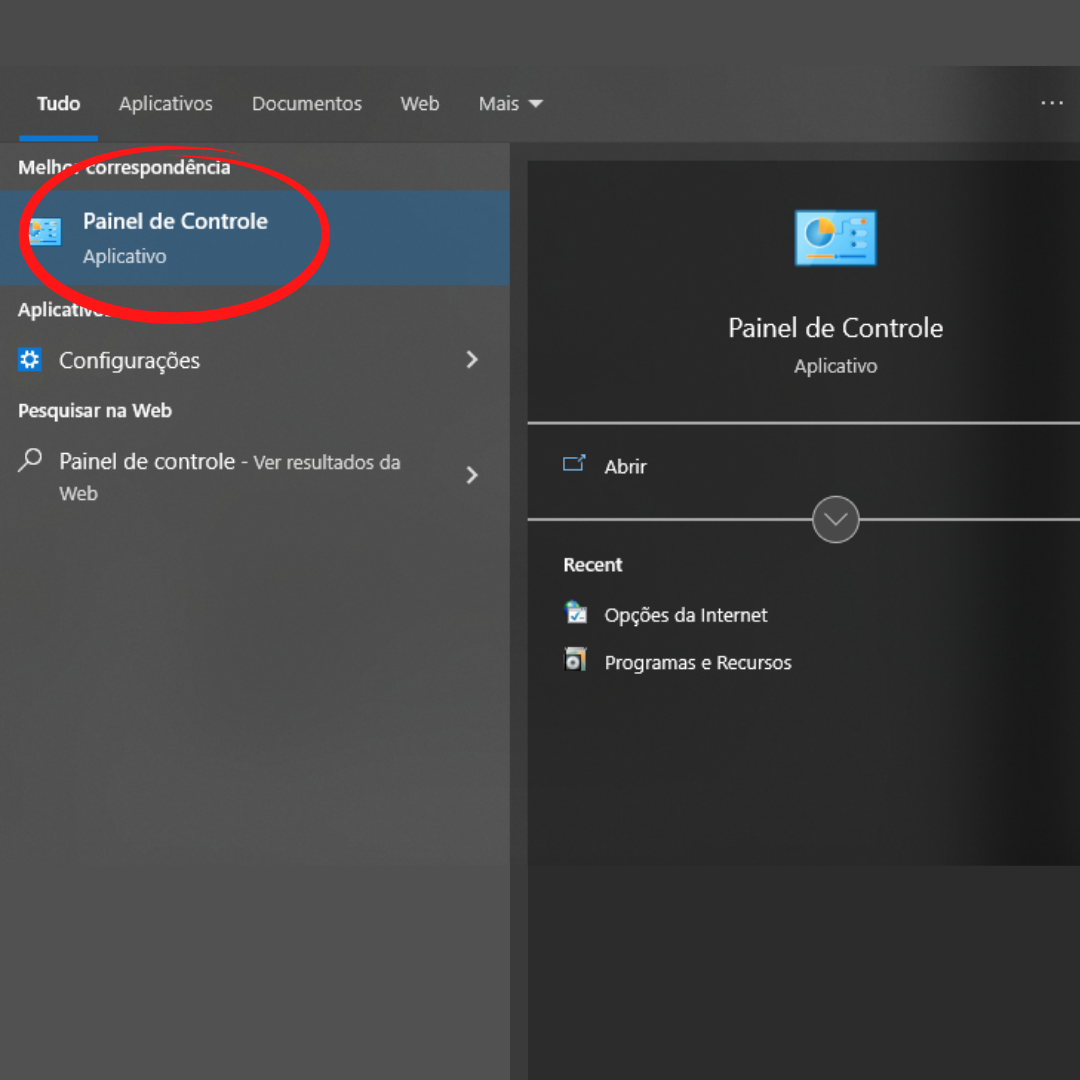 Tudo Aplicativos Documentos Web Mais
Melhor correspondência
Painel de Controle
Aplicativo
Aplicativos
Configurações
Pesquisar na Web
Painel de controle - Ver resultados da
Web
Painel de Controle
Aplicativo
Abrir
Recent
Opções da Internet
Programas e Recursos